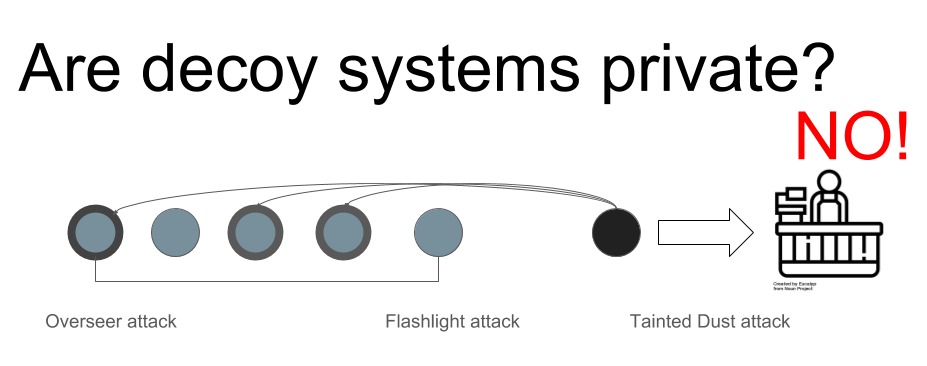 Are decoy systems private?
NO!
Created by Eucalyp
from Noun Project
Overseer attack
Flashlight attack
Tainted Dust attack